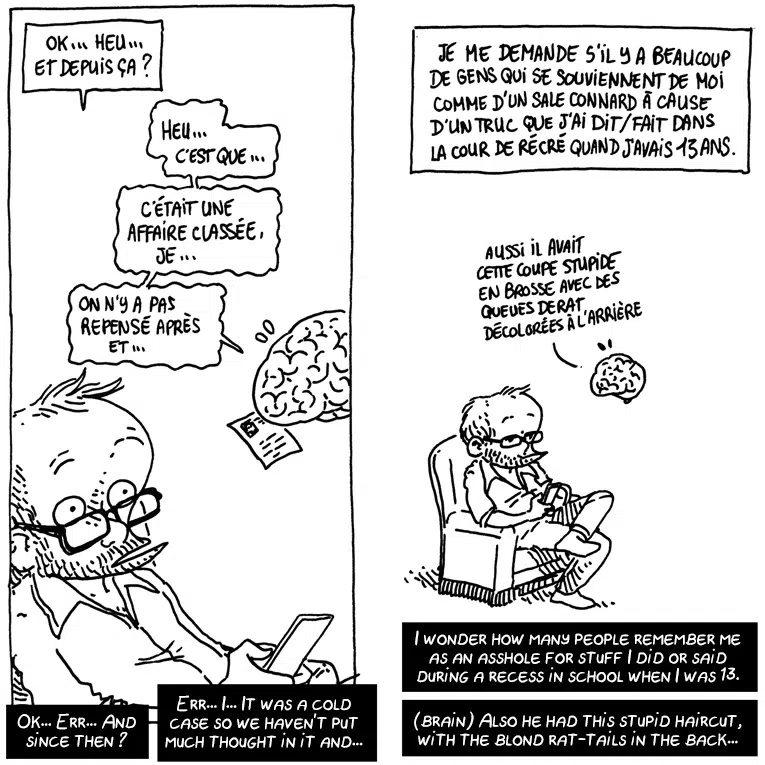 OK... HEU...
ET DEPUIS ÇA ?
HEU...
C'EST QUE...
C'ÉTAIT UNE
AFFAIRE CLASSÉE,
JE...
ON N'Y A PAS
REPENSÉ APRÈS
ET...
OK... ERR... AND
SINCE THEN ?
ERR... I... IT WAS A COLD
CASE SO WE HAVEN'T PUT
MUCH THOUGHT IN IT AND...
JE ME DEMANDE S'IL Y A BEAUCOUP
DE GENS QUI SE SOUVIENNENT DE MOI
COMME D'UN SALE CONNARD À CAUSE
D'UN TRUC QUE J'AI DIT/FAIT DANS
LA COUR DE RÉCRÉ QUAND J'AVAIS 13 ANS.
AUSSI IL AVAIT
CETTE COUPE STUPIDE
EN BROSSE AVEC DES
QUEUES DE RAT
DÉCOLORÉES À L'ARRIÈRE
I WONDER HOW MANY PEOPLE REMEMBER ME
AS AN ASSHOLE FOR STUFF I DID OR SAID
DURING A RECESS IN SCHOOL WHEN I WAS 13.
(BRAIN) ALSO HE HAD THIS STUPID HAIRCUT,
WITH THE BLOND RAT-TAILS IN THE BACK...